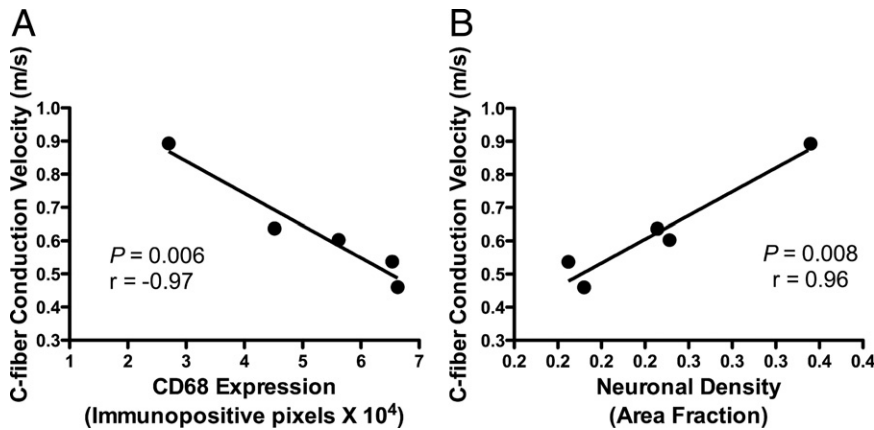 A
C-fiber Conduction Velocity (m/s)
1.0
0.9
0.8
0.7
0.6
0.5
0.4
0.3
P = 0.006
r = -0.97
1 2 3 4 5 6 7
CD68 Expression
(Immunopositive pixels X 10⁴)
B
C-fiber Conduction Velocity (m/s)
1.0
0.9
0.8
0.7
0.6
0.5
0.4
0.3
P = 0.008
r = 0.96
0.2 0.2 0.2 0.2 0.3 0.3 0.3 0.4 0.4
Neuronal Density
(Area Fraction)